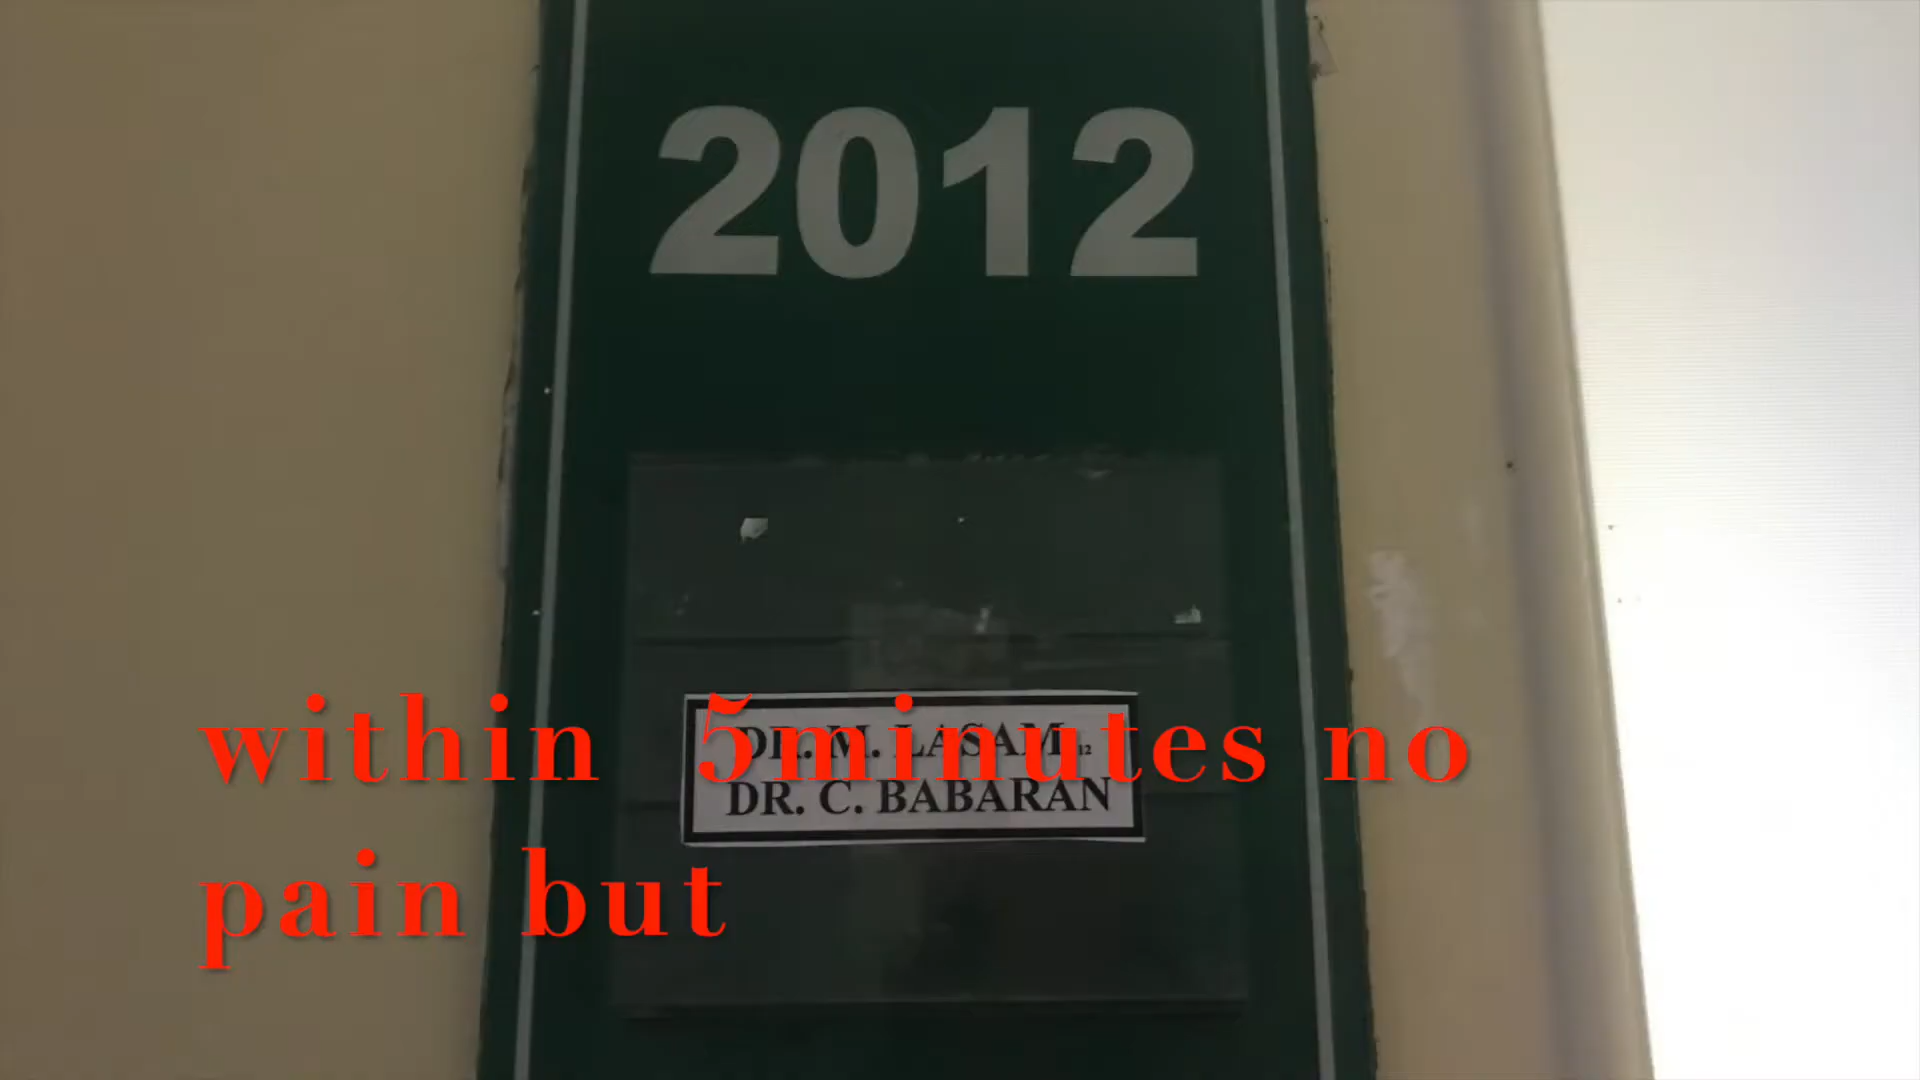 2012
DR. M. LASAM
DR. C. BABARAN
within 5minutes no
pain but